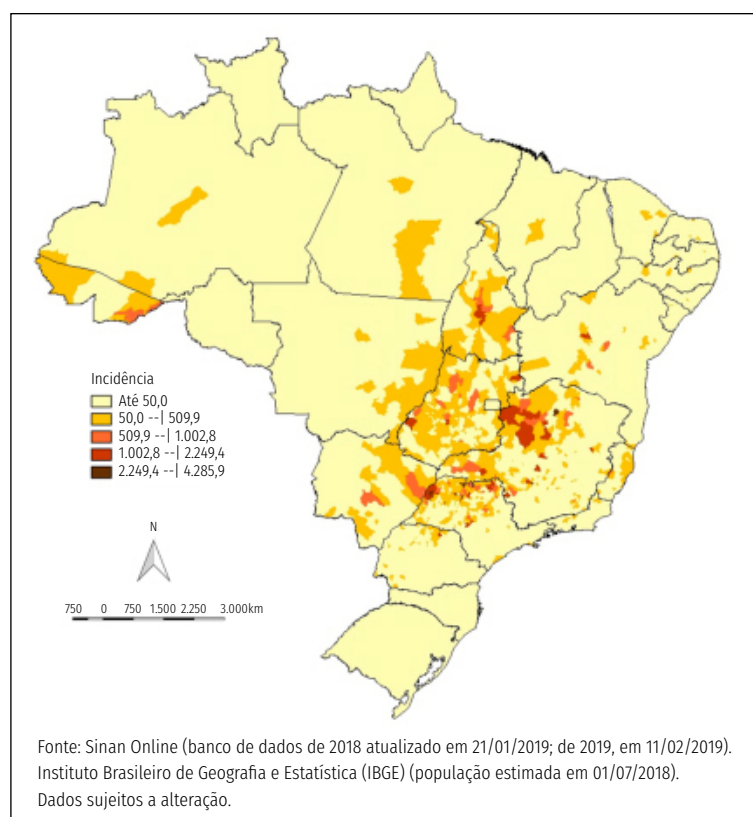 Incidência
Até 50,0
50,0 --| 509,9
509,9 --| 1.002,8
1.002,8 --| 2.249,4
2.249,4 --| 4.285,9
N
750 0 750 1.500 2.250 3.000km
Fonte: Sinan Online (banco de dados de 2018 atualizado em 21/01/2019; de 2019, em 11/02/2019).
Instituto Brasileiro de Geografia e Estatística (IBGE) (população estimada em 01/07/2018).
Dados sujeitos a alteração.